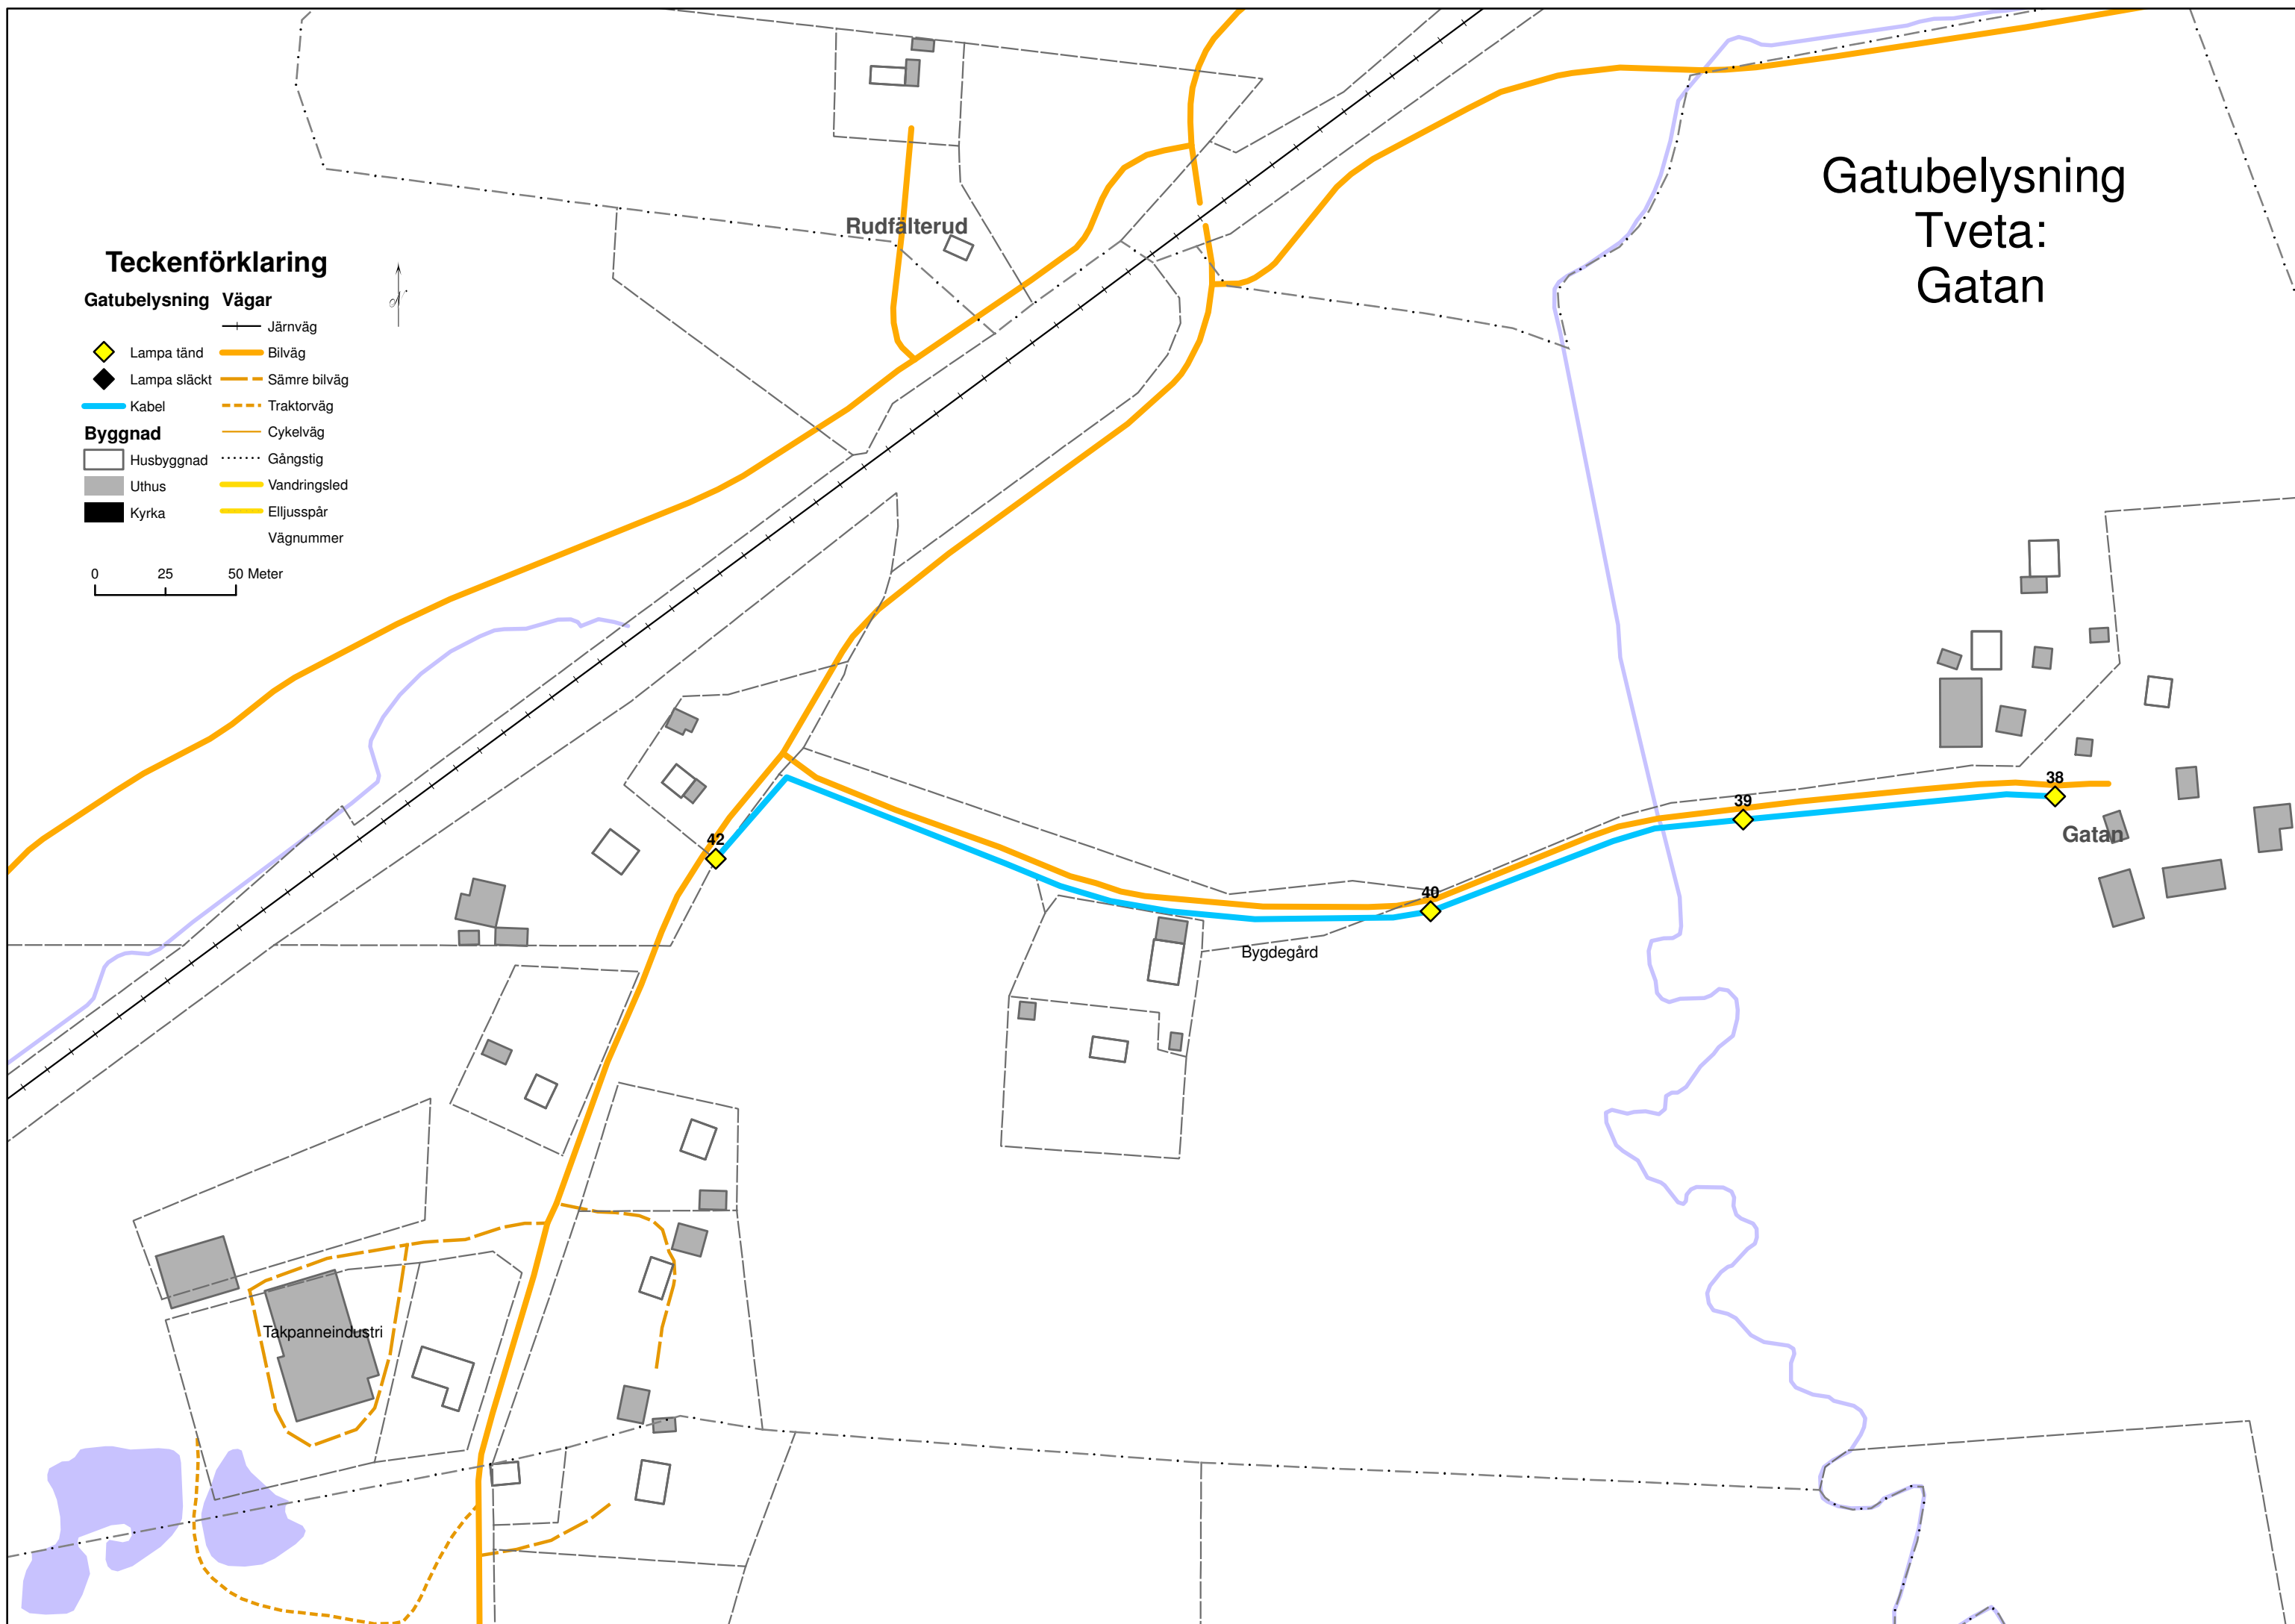 Gatubelysning
Tveta:
Gatan
Rudfälterud
Teckenförklaring
Gatubelysning Vägar
Järnväg
Lampa tänd Bilväg
Lampa släckt Sämre bilväg
Kabel Traktorväg
Byggnad Cykelväg
Husbyggnad Gångstig
Uthus Vandringsled
Kyrka Elljusspår
Vägnummer
0 25 50 Meter
38
39
Gatan
42
40
Bygdegård
Takpanneindustri